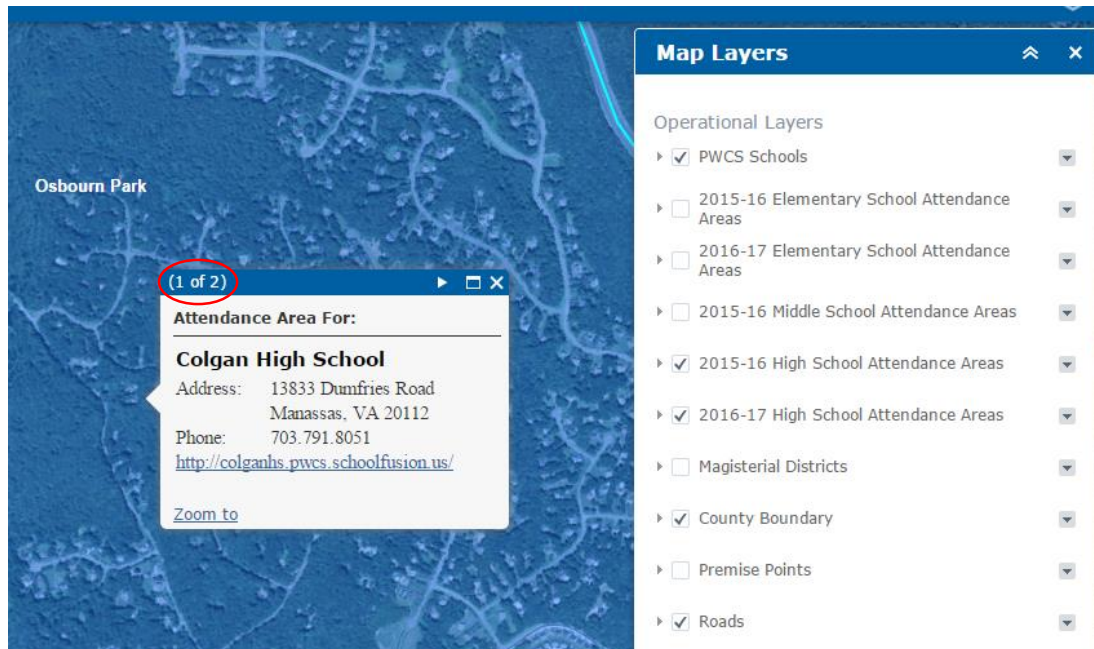 Osbourn Park
(1 of 2)
Attendance Area For:
Colgan High School
Address: 13833 Dumfries Road
Manassas, VA 20112
Phone: 703.791.8051
http://colganhs.pwcs.schoolfusion.us/
Zoom to
Map Layers
Operational Layers
PWCS Schools
2015-16 Elementary School Attendance
Areas
2016-17 Elementary School Attendance
Areas
2015-16 Middle School Attendance Areas
2015-16 High School Attendance Areas
2016-17 High School Attendance Areas
Magisterial Districts
County Boundary
Premise Points
Roads